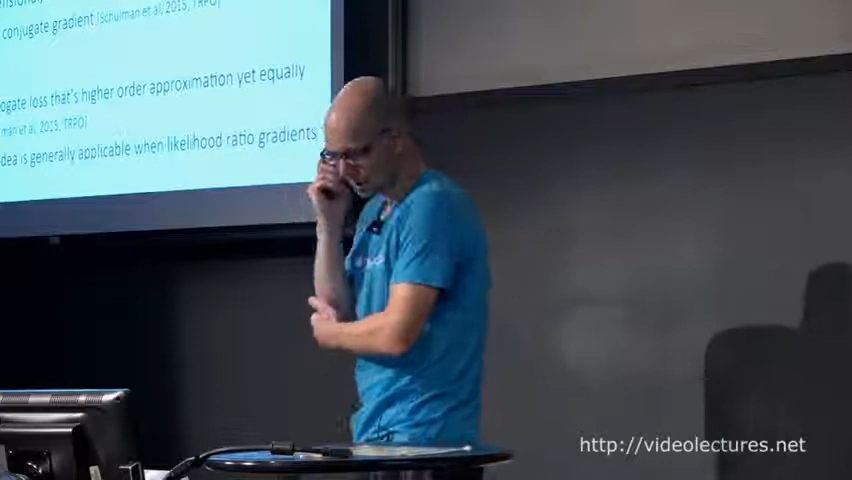 conjugate gradient [Schulman et al, 2015, TRPO]
ogate loss that's higher order approximation yet equally
man et al, 2015, TRPO]
dea is generally applicable when likelihood ratio gradients
http://videolectures.net